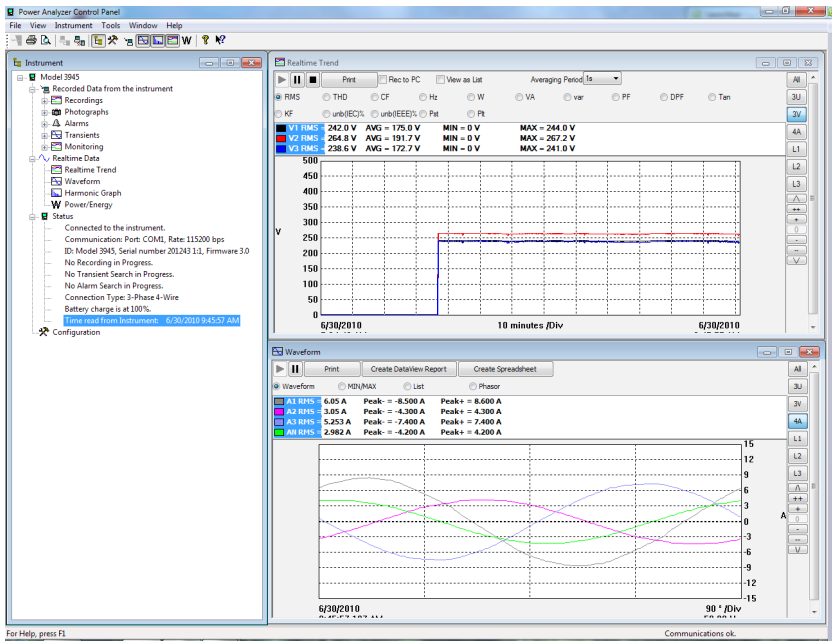 Power Analyzer Control Panel
File View Instrument Tools Window Help
W
Instrument
Model 3945
Recorded Data from the instrument
Recordings
Photographs
Alarms
Transients
Monitoring
Realtime Data
Realtime Trend
Waveform
Harmonic Graph
W Power/Energy
Status
Connected to the instrument.
Communication: Port: COM1, Rate: 115200 bps
ID: Model 3945, Serial number 201243 1:1, Firmware 3.0
No Recording in Progress.
No Transient Search in Progress.
No Alarm Search in Progress.
Connection Type: 3-Phase 4-Wire
Battery charge is at 100%.
Time read from Instrument: 6/30/2010 9:45:57 AM
Configuration
Realtime Trend
Print Rec to PC View as List Averaging Period 1s All
RMS THD CF Hz W VA var PF DPF Tan 3U
KF unb(IEC)% unb(IEEE)% Pst Plt 3V
V1 RMS = 242.0 V AVG = 175.0 V MIN = 0 V MAX = 244.0 V
V2 RMS = 264.8 V AVG = 191.7 V MIN = 0 V MAX = 267.2 V
V3 RMS = 238.6 V AVG = 172.7 V MIN = 0 V MAX = 241.0 V
4A
L1
L2
L3
++
+
0
-
--
500
450
400
350
300
V 250
200
150
100
50
0
6/30/2010 10 minutes /Div 6/30/2010
Waveform
Print Create DataView Report Create Spreadsheet All
Waveform MIN/MAX List Phasor 3U
A1 RMS = 6.05 A Peak- = -8.500 A Peak+ = 8.600 A
A2 RMS = 3.05 A Peak- = -4.300 A Peak+ = 4.300 A
A3 RMS = 5.253 A Peak- = -7.400 A Peak+ = 7.400 A
AN RMS = 2.982 A Peak- = -4.200 A Peak+ = 4.200 A
3V
4A
L1
L2
L3
++
+
0
-
--
15
12
9
6
3
0 A
-3
-6
-9
-12
-15
6/30/2010 90 ° /Div
For Help, press F1 Communications ok.